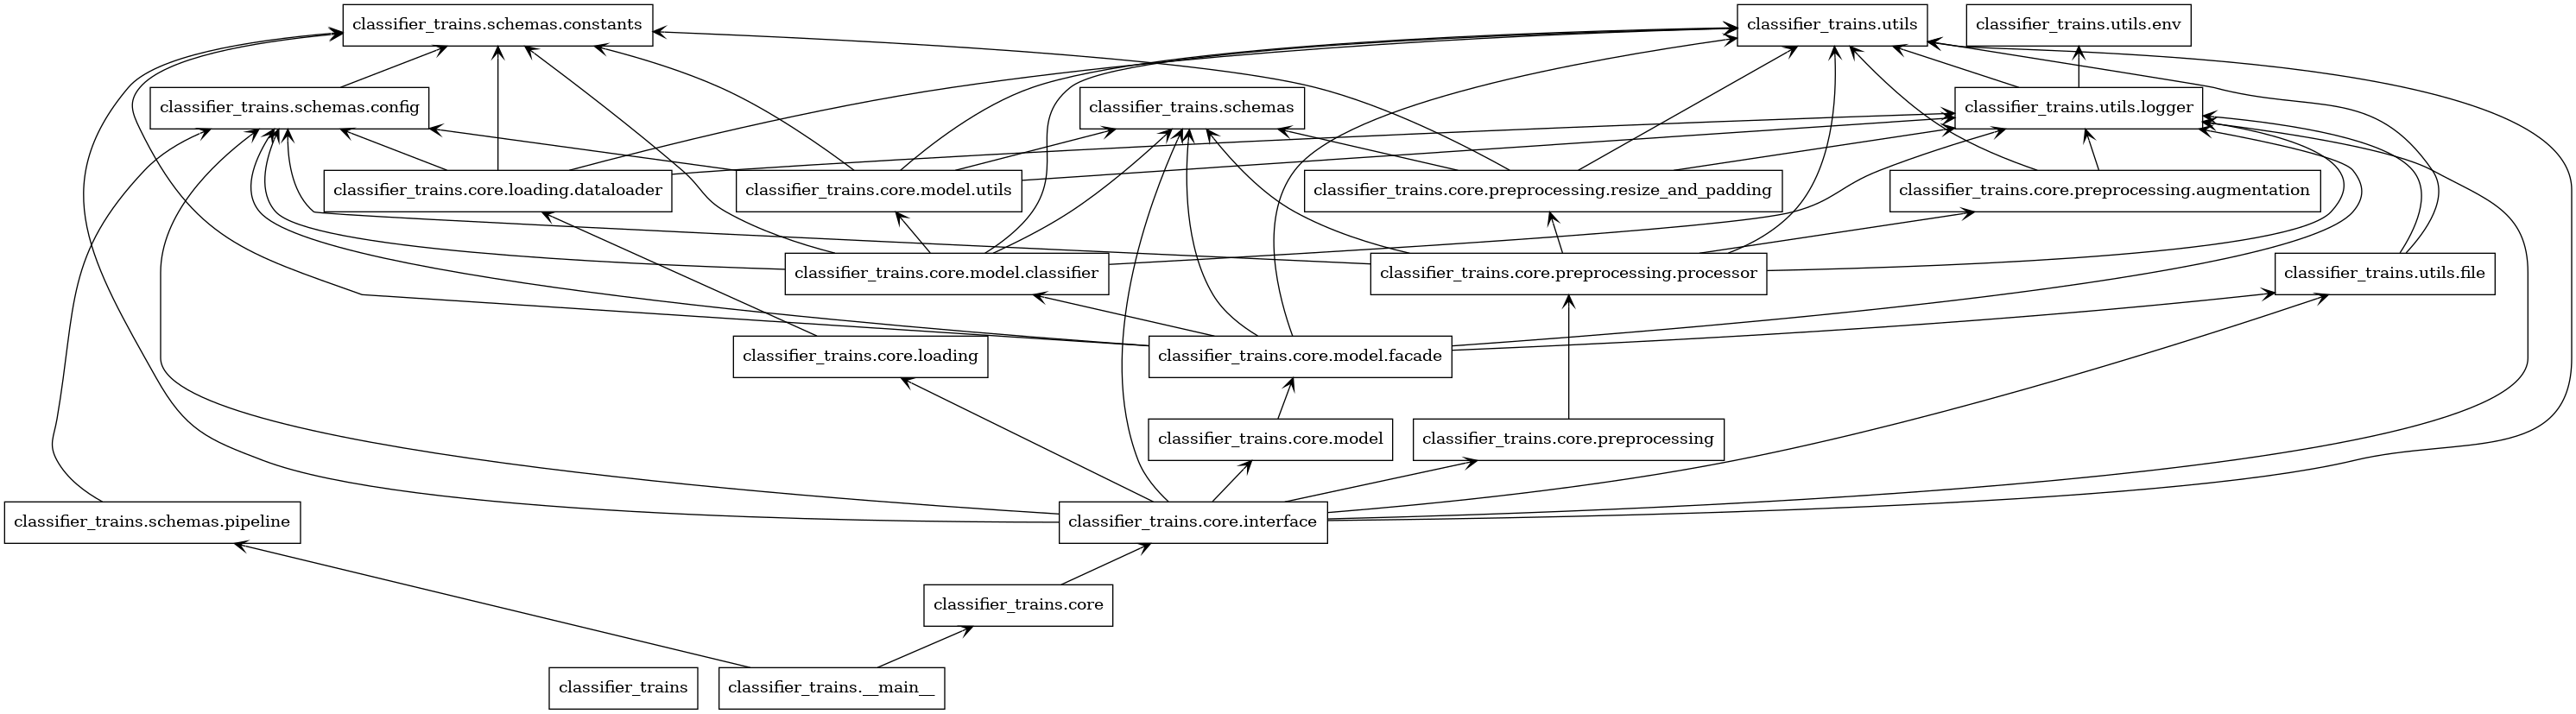 classifier_trains.schemas.constants
classifier_trains.utils
classifier_trains.utils.env
classifier_trains.schemas.config
classifier_trains.schemas
classifier_trains.utils.logger
classifier_trains.core.loading.dataloader
classifier_trains.core.model.utils
classifier_trains.core.preprocessing.resize_and_padding
classifier_trains.core.preprocessing.augmentation
classifier_trains.core.model.classifier
classifier_trains.core.preprocessing.processor
classifier_trains.utils.file
classifier_trains.core.loading
classifier_trains.core.model.facade
classifier_trains.core.model
classifier_trains.core.preprocessing
classifier_trains.schemas.pipeline
classifier_trains.core.interface
classifier_trains.core
classifier_trains
classifier_trains.__main__